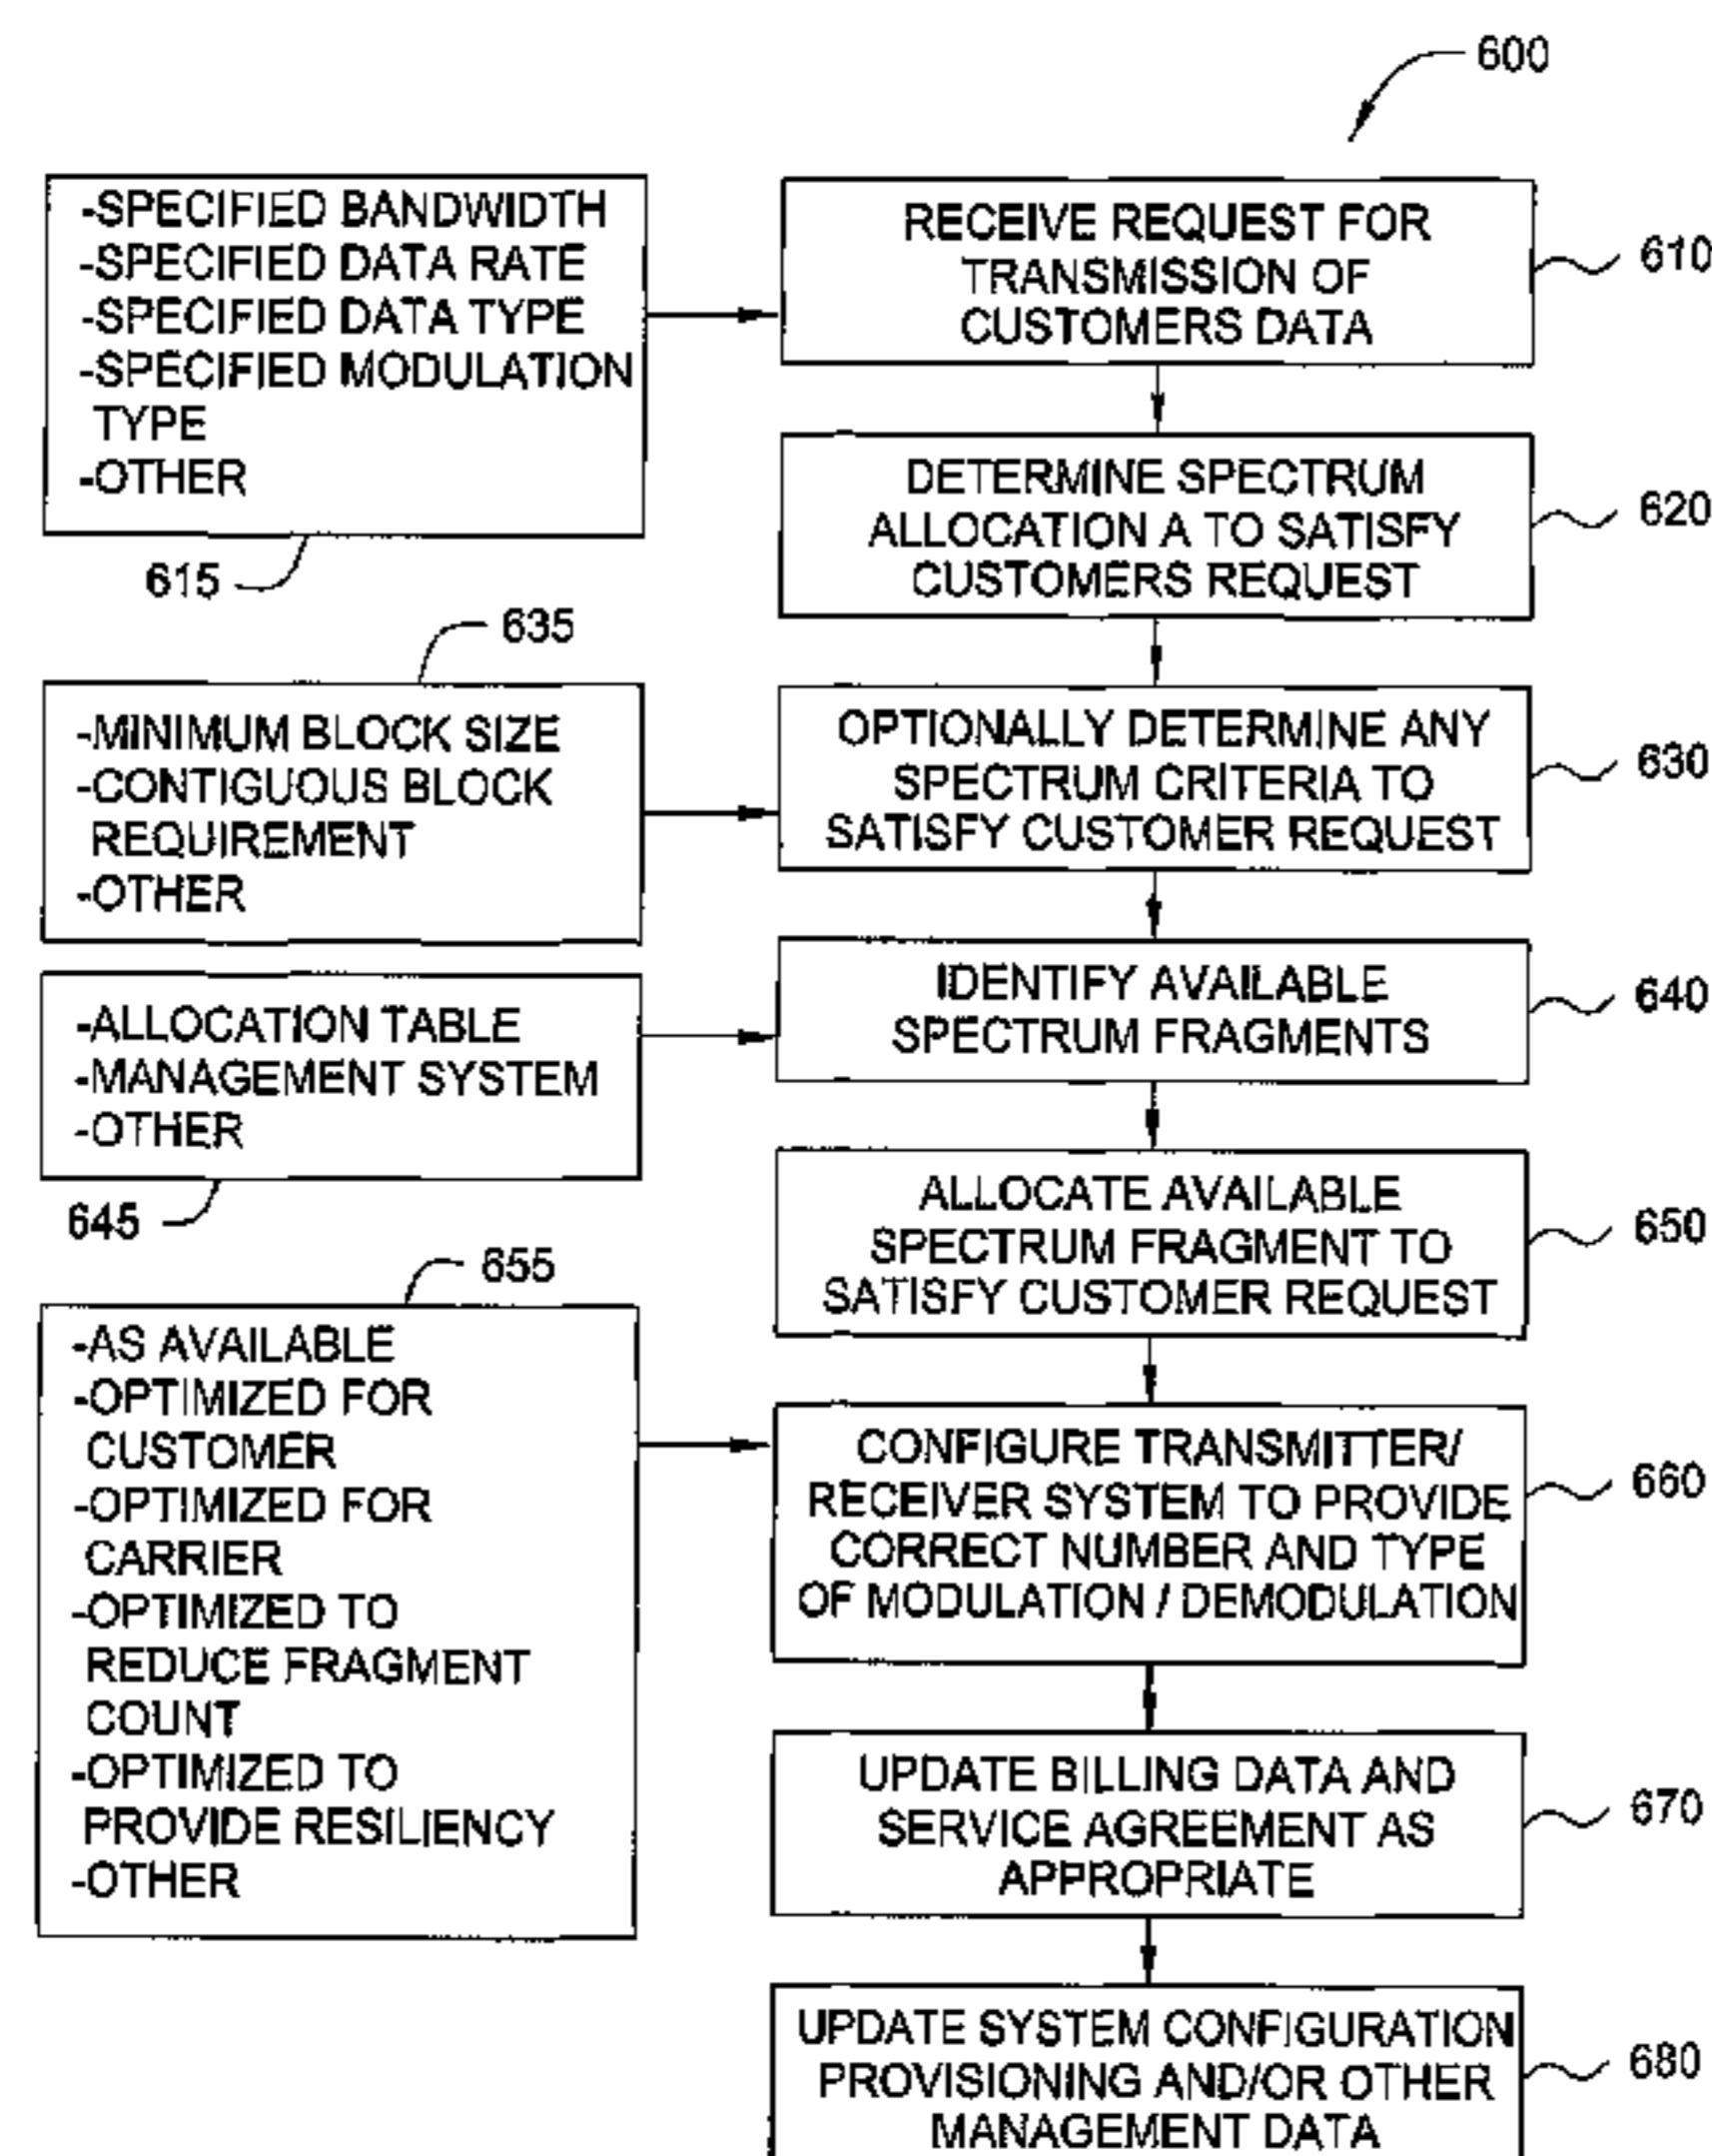 600
-SPECIFIED BANDWIDTH
-SPECIFIED DATA RATE
-SPECIFIED DATA TYPE
-SPECIFIED MODULATION
TYPE
-OTHER
615
RECEIVE REQUEST FOR
TRANSMISSION OF
CUSTOMERS DATA
610
DETERMINE SPECTRUM
ALLOCATION A TO SATISFY
CUSTOMERS REQUEST
620
635
-MINIMUM BLOCK SIZE
-CONTIGUOUS BLOCK
REQUIREMENT
-OTHER
OPTIONALLY DETERMINE ANY
SPECTRUM CRITERIA TO
SATISFY CUSTOMER REQUEST
630
-ALLOCATION TABLE
-MANAGEMENT SYSTEM
-OTHER
645
IDENTIFY AVAILABLE
SPECTRUM FRAGMENTS
640
ALLOCATE AVAILABLE
SPECTRUM FRAGMENT TO
SATISFY CUSTOMER REQUEST
650
655
-AS AVAILABLE
-OPTIMIZED FOR
CUSTOMER
-OPTIMIZED FOR
CARRIER
-OPTIMIZED TO
REDUCE FRAGMENT
COUNT
-OPTIMIZED TO
PROVIDE RESILIENCY
-OTHER
CONFIGURE TRANSMITTER/
RECEIVER SYSTEM TO PROVIDE
CORRECT NUMBER AND TYPE
OF MODULATION / DEMODULATION
660
UPDATE BILLING DATA AND
SERVICE AGREEMENT AS
APPROPRIATE
670
UPDATE SYSTEM CONFIGURATION
PROVISIONING AND/OR OTHER
MANAGEMENT DATA
680